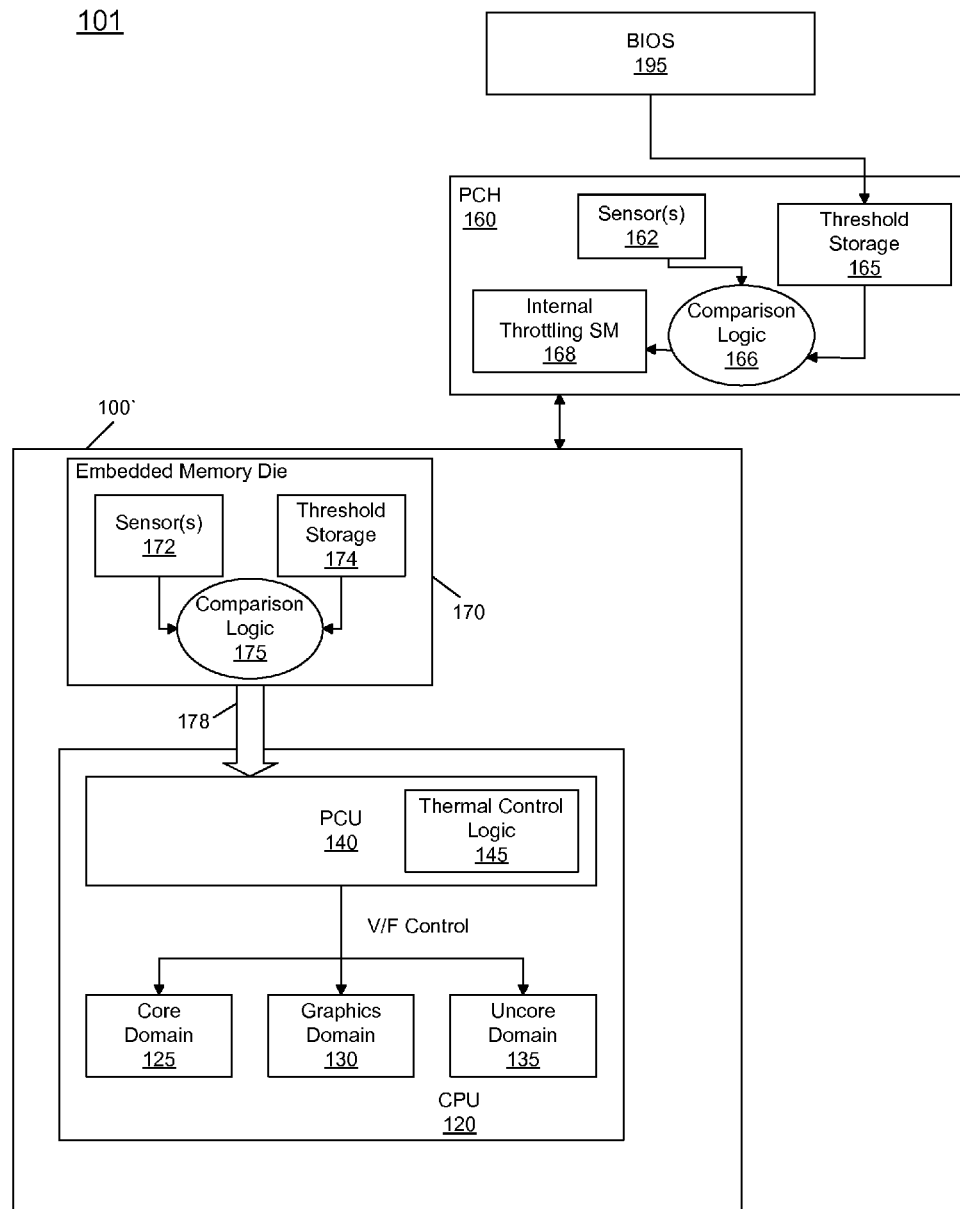 101
BIOS
195
PCH
160
Sensor(s)
162
Threshold
Storage
165
Internal
Throttling SM
168
Comparison
Logic
166
100`
Embedded Memory Die
Sensor(s)
172
Threshold
Storage
174
Comparison
Logic
175
170
178
PCU
140
Thermal Control
Logic
145
V/F Control
Core
Domain
125
Graphics
Domain
130
Uncore
Domain
135
CPU
120